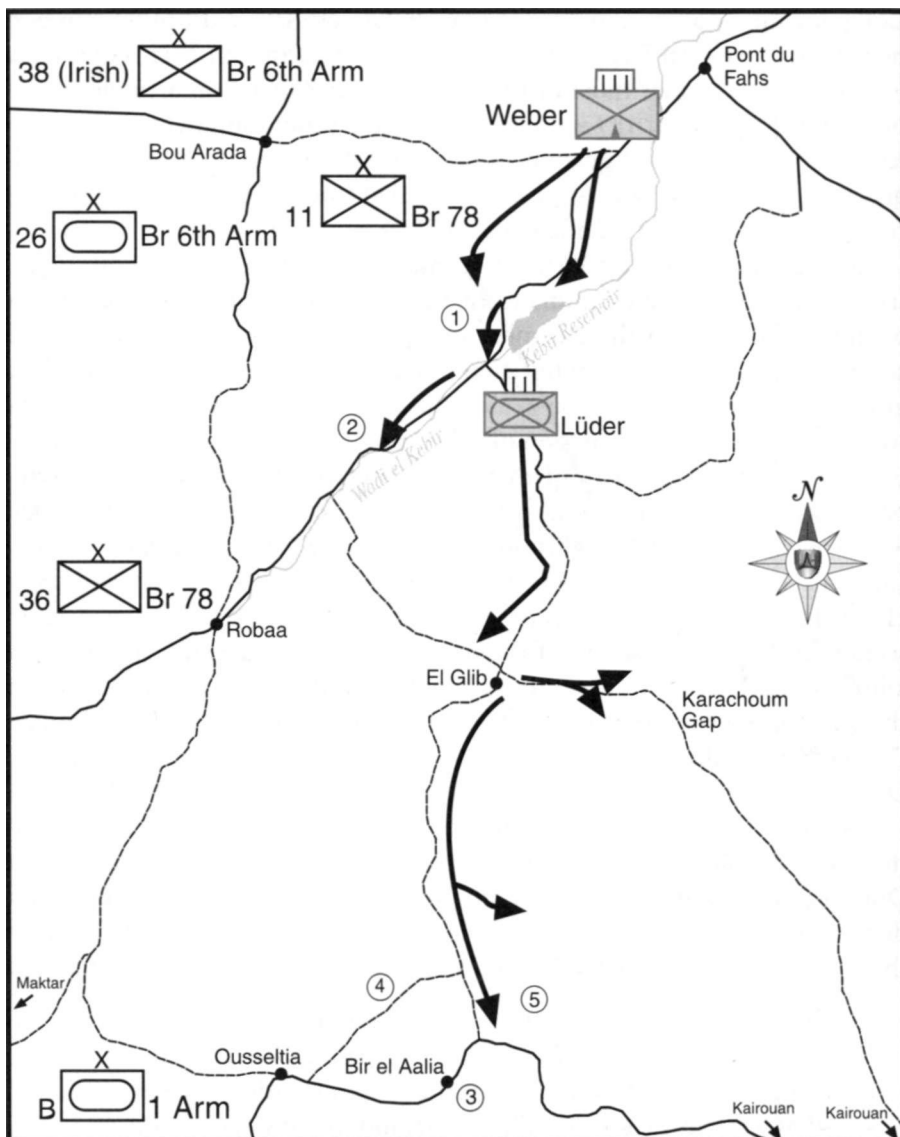 X
38 (Irish) Br 6th Arm
Pont du
Fahs
Weber
Bou Arada
X
11 Br 78
X
26 Br 6th Arm
1
Kebir Reservoir
2
Lüder
Wadi el Kebir
N
X
36 Br 78
Robaa
El Glib
Karachoum
Gap
Maktar
4
5
Ousseltia
Bir el Aalia
3
X
B 1 Arm
Kairouan
Kairouan